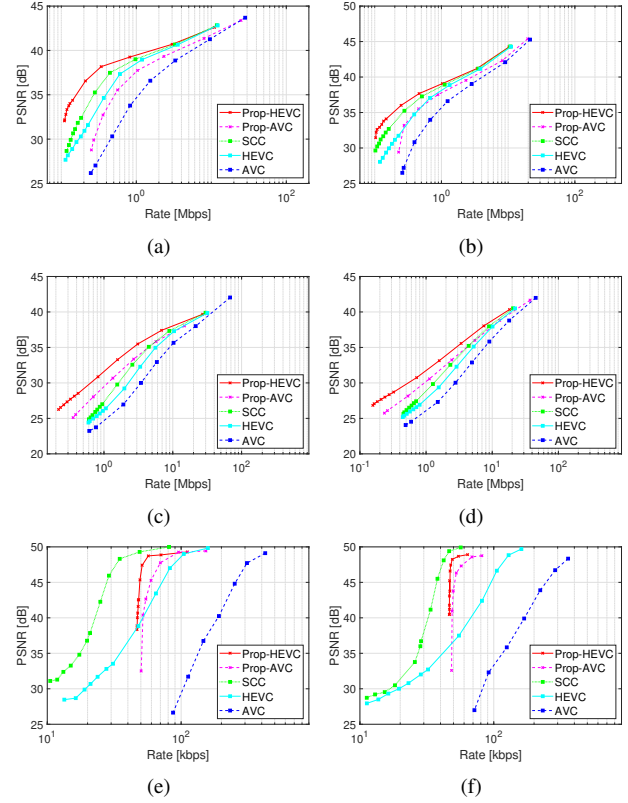 45
40
35
30
25
PSNR [dB]
Prop-HEVC
Prop-AVC
SCC
HEVC
AVC
10^0
10^1
10^2
Rate [Mbps]
(a)
45
40
35
30
25
PSNR [dB]
Prop-HEVC
Prop-AVC
SCC
HEVC
AVC
10^-1
10^0
10^1
10^2
Rate [Mbps]
(b)
45
40
35
30
25
20
PSNR [dB]
Prop-HEVC
Prop-AVC
SCC
HEVC
AVC
10^0
10^1
10^2
Rate [Mbps]
(c)
45
40
35
30
25
20
PSNR [dB]
Prop-HEVC
Prop-AVC
SCC
HEVC
AVC
10^-1
10^0
10^1
10^2
Rate [Mbps]
(d)
50
45
40
35
30
25
PSNR [dB]
Prop-HEVC
Prop-AVC
SCC
HEVC
AVC
10^1
10^2
Rate [kbps]
(e)
50
45
40
35
30
25
PSNR [dB]
Prop-HEVC
Prop-AVC
SCC
HEVC
AVC
10^1
10^2
Rate [kbps]
(f)